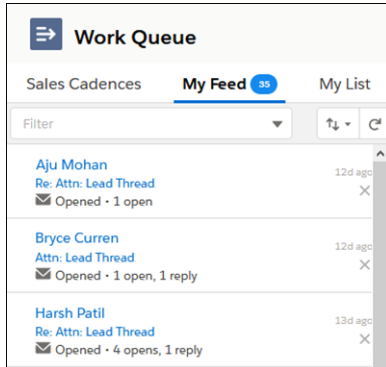 Work Queue
Sales Cadences My Feed 35 My List
Filter
Aju Mohan
12d ago
Re: Attn: Lead Thread
Opened • 1 open
Bryce Curren
12d ago
Attn: Lead Thread
Opened • 1 open, 1 reply
Harsh Patil
13d ago
Re: Attn: Lead Thread
Opened • 4 opens, 1 reply